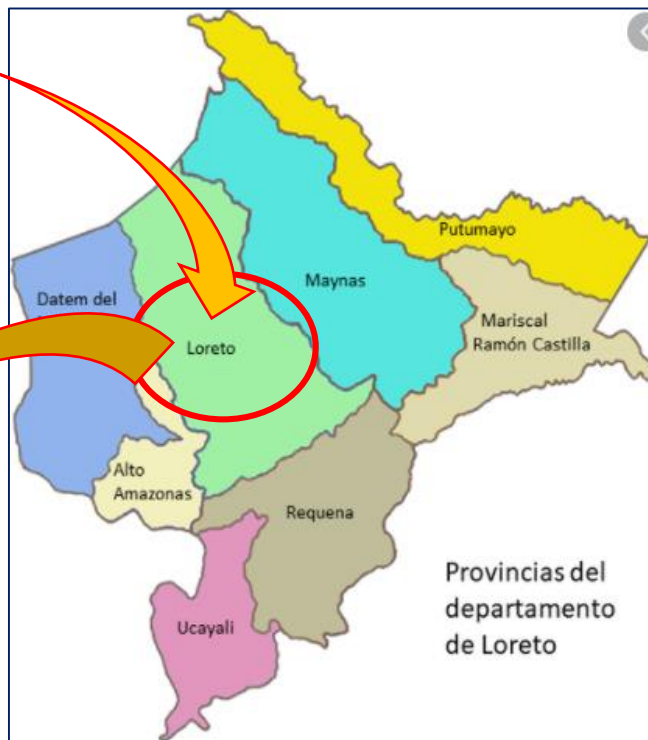 Putumayo
Maynas
Datem del
Mariscal
Ramón Castilla
Loreto
Alto
Amazonas
Requena
Ucayali
Provincias del
departamento
de Loreto